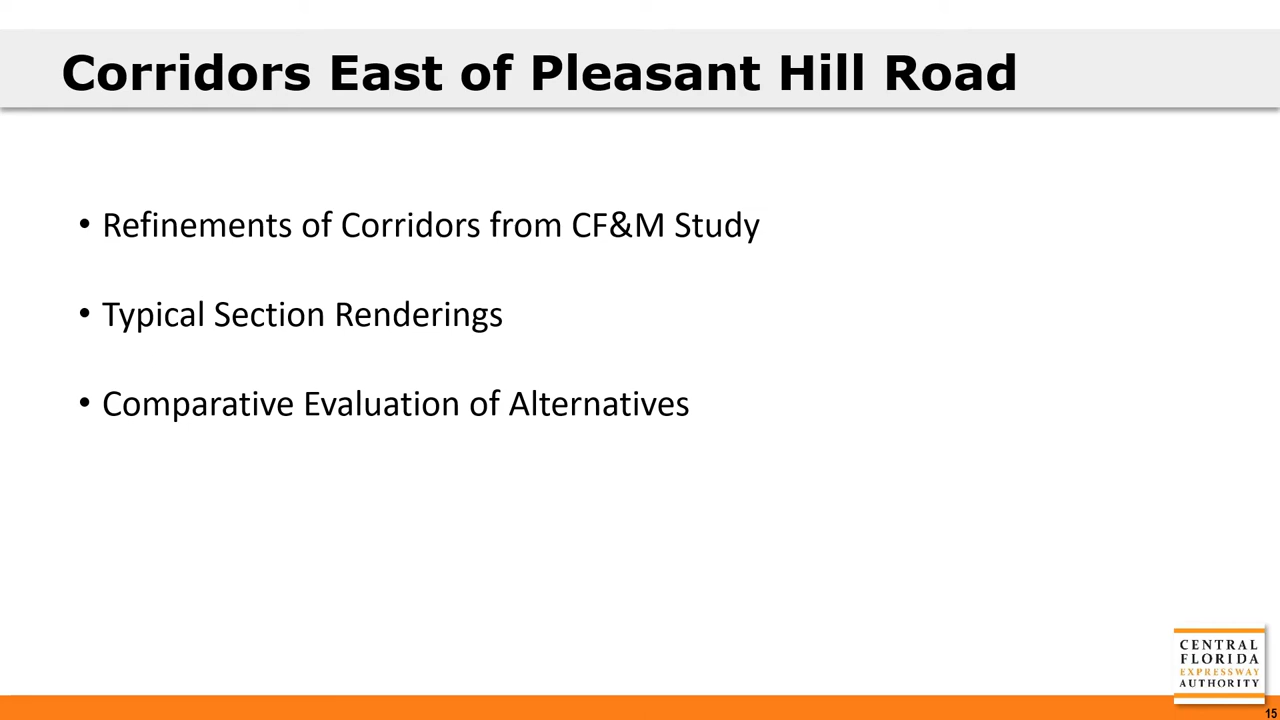 Corridors East of Pleasant Hill Road
• Refinements of Corridors from CF&M Study
• Typical Section Renderings
• Comparative Evaluation of Alternatives
CENTRAL
FLORIDA
EXPRESSWAY
AUTHORITY
15